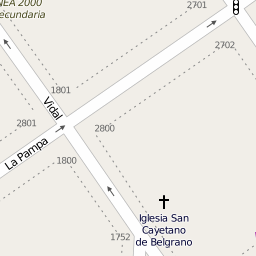 NEA 2000
ecundaria
2701
2702
1801
Vidal
2801
2800
La Pampa
1800
Iglesia San
Cayetano
de Belgrano
1752